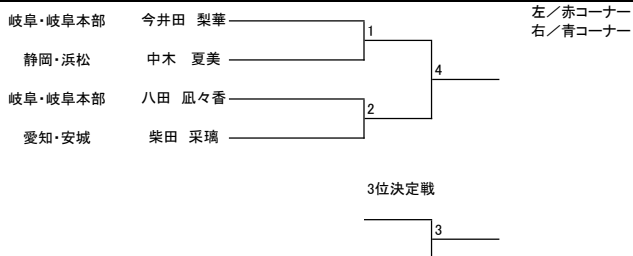 左／赤コーナー
右／青コーナー
岐阜・岐阜本部 今井田 梨華
1
静岡・浜松 中木 夏美
4
岐阜・岐阜本部 八田 凪々香
2
愛知・安城 柴田 采璃
3位決定戦
3